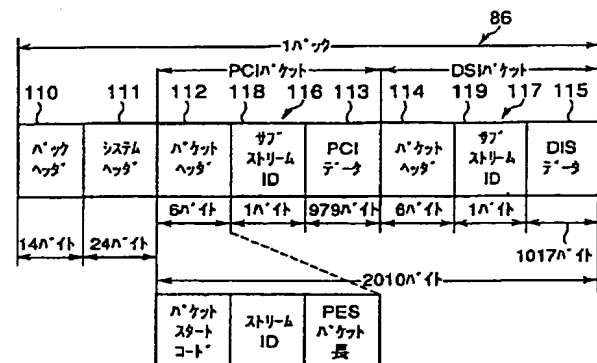 86
1パック
PCIパケット
DSIパケット
110
111
112
118
116
113
114
119
117
115
パック
ヘッダ
システム
ヘッダ
パケット
ヘッダ
サブ
ストリーム
ID
PCI
データ
パケット
ヘッダ
サブ
ストリーム
ID
DIS
データ
6バイト
1バイト
979バイト
6バイト
1バイト
14バイト
24バイト
1017バイト
2010バイト
パケット
スタート
コード
ストリーム
ID
PES
パケット
長